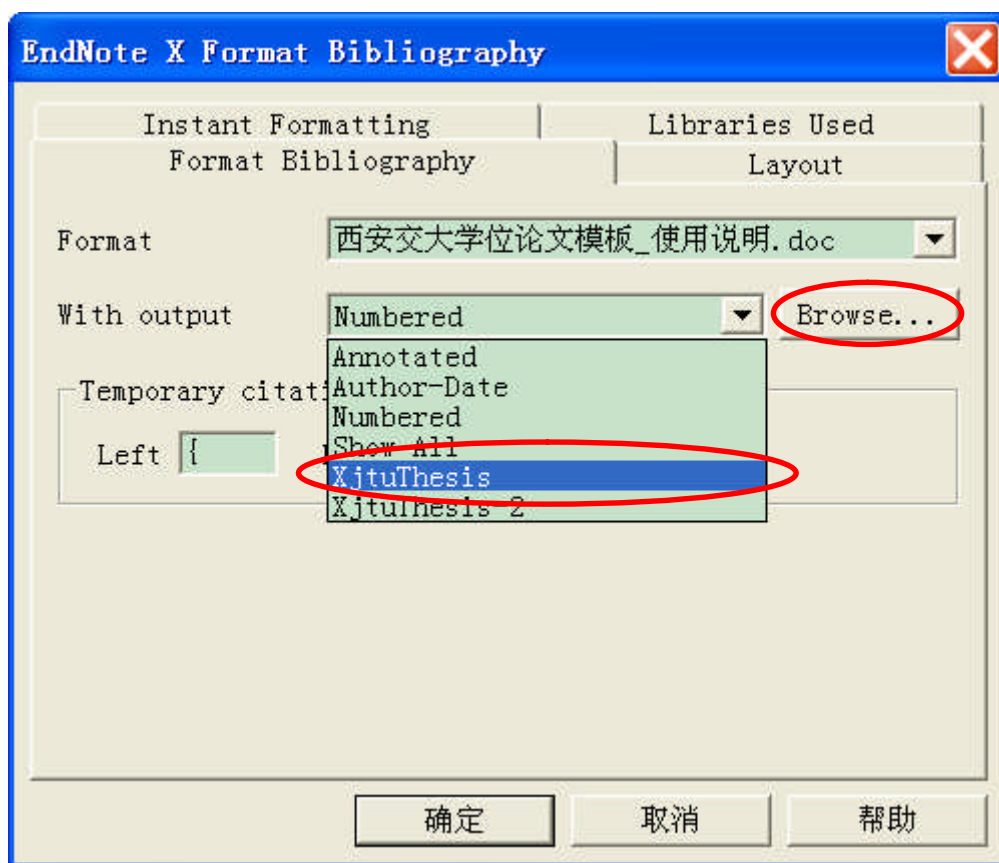 EndNote X Format Bibliography
Instant Formatting
Libraries Used
Format Bibliography
Layout
Format
西安交大学位论文模板_使用说明.doc
With output
Numbered
Browse...
Annotated
Author-Date
Numbered
Show All
XjtuThesis
XjtuThesis-2
Temporary citati
Left {
确定
取消
帮助